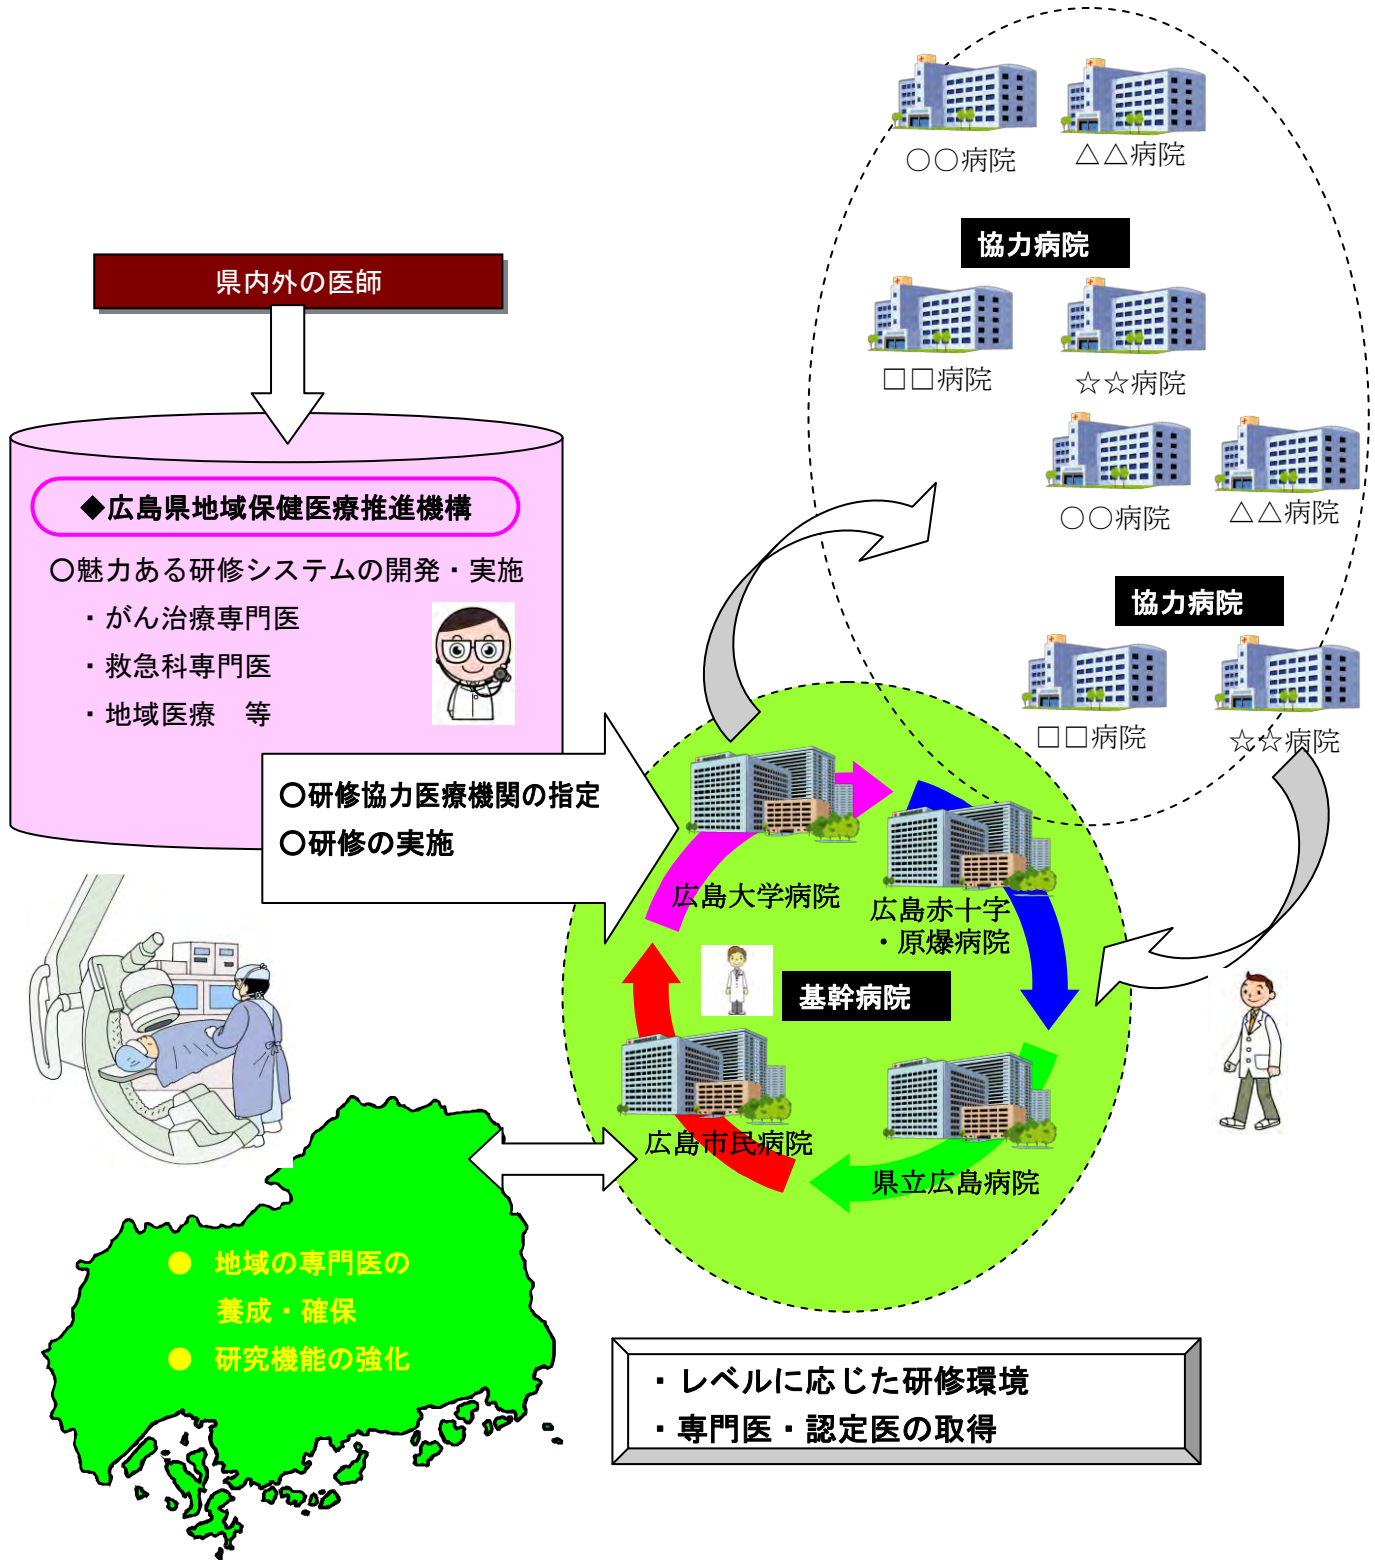 ○○病院
△△病院
協力病院
□□病院
☆☆病院
○○病院
△△病院
協力病院
□□病院
☆☆病院
県内外の医師
◆広島県地域保健医療推進機構
○魅力ある研修システムの開発・実施
・がん治療専門医
・救急科専門医
・地域医療　等
○研修協力医療機関の指定
○研修の実施
広島大学病院
広島赤十字
・原爆病院
基幹病院
広島市民病院
県立広島病院
● 地域の専門医の
養成・確保
● 研究機能の強化
・レベルに応じた研修環境
・専門医・認定医の取得